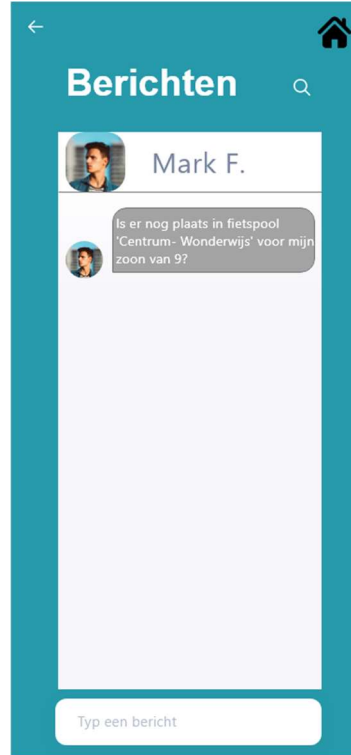 Berichten
Mark F.
Is er nog plaats in fietspool
'Centrum- Wonderwijs' voor mijn
zoon van 9?
Typ een bericht